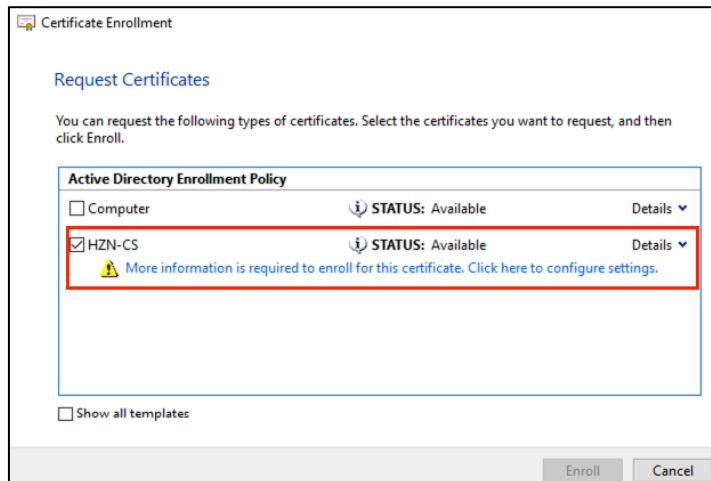 Certificate Enrollment
Request Certificates
You can request the following types of certificates. Select the certificates you want to request, and then
click Enroll.
Active Directory Enrollment Policy
Computer STATUS: Available Details
HZN-CS STATUS: Available Details
More information is required to enroll for this certificate. Click here to configure settings.
Show all templates
Enroll Cancel